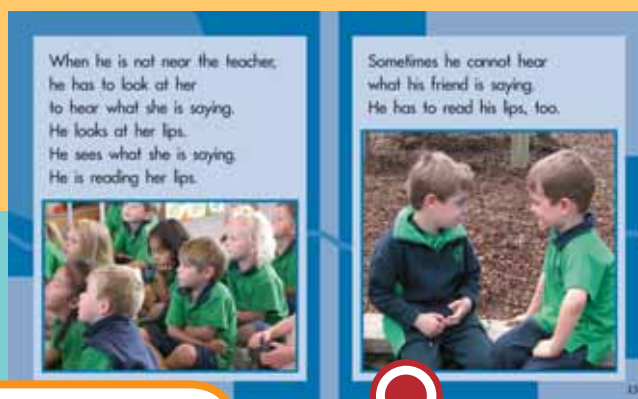 When he is not near the teacher,
he has to look at her
to hear what she is saying.
He looks at her lips.
He sees what she is saying.
He is reading her lips.
Sometimes he cannot hear
what his friend is saying.
He has to read his lips, too.